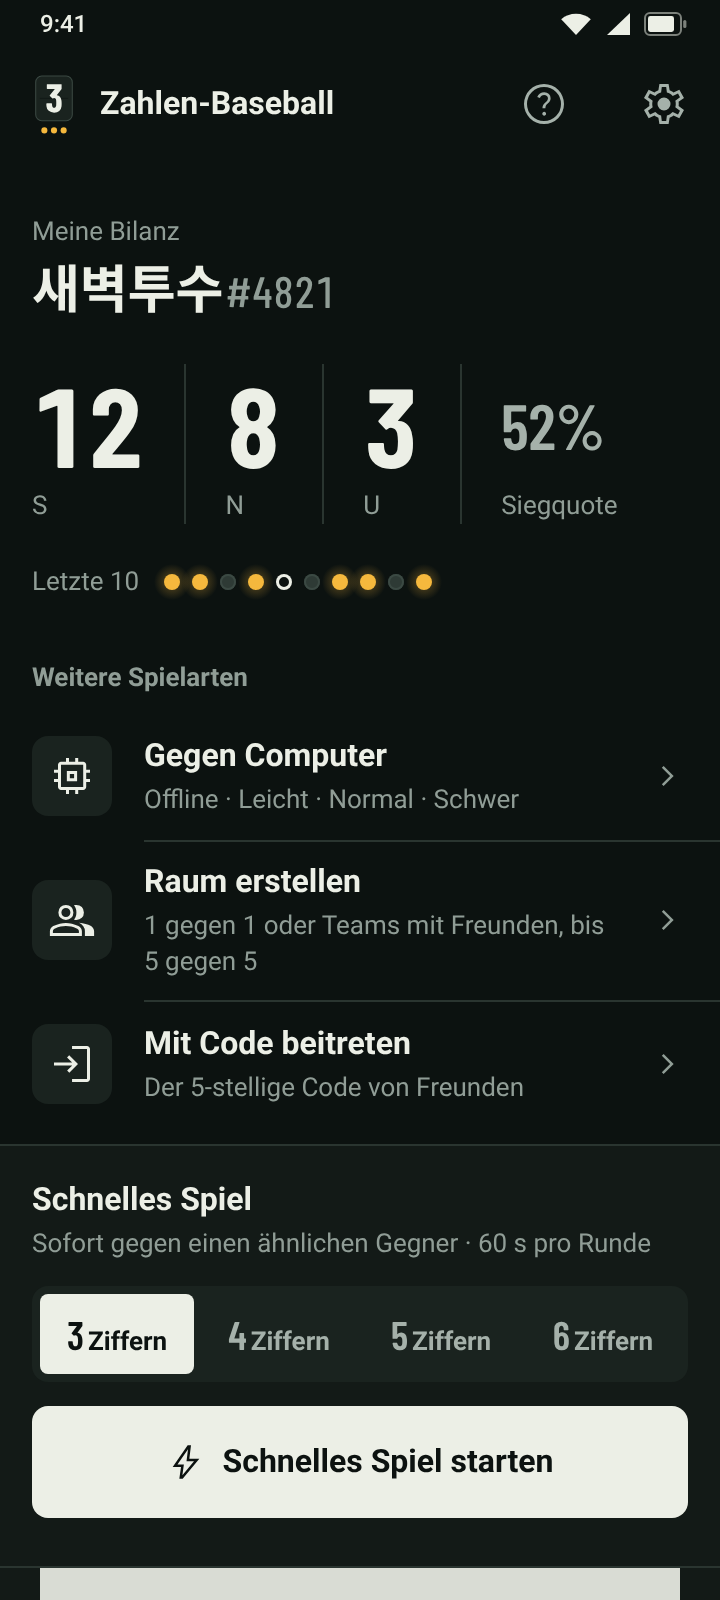 9:41
3 Zahlen-Baseball
Meine Bilanz
새벽투수#4821
12 8 3 52%
S N U Siegquote
Letzte 10
Weitere Spielarten
Gegen Computer
Offline · Leicht · Normal · Schwer
Raum erstellen
1 gegen 1 oder Teams mit Freunden, bis
5 gegen 5
Mit Code beitreten
Der 5-stellige Code von Freunden
Schnelles Spiel
Sofort gegen einen ähnlichen Gegner · 60 s pro Runde
3 Ziffern 4 Ziffern 5 Ziffern 6 Ziffern
Schnelles Spiel starten